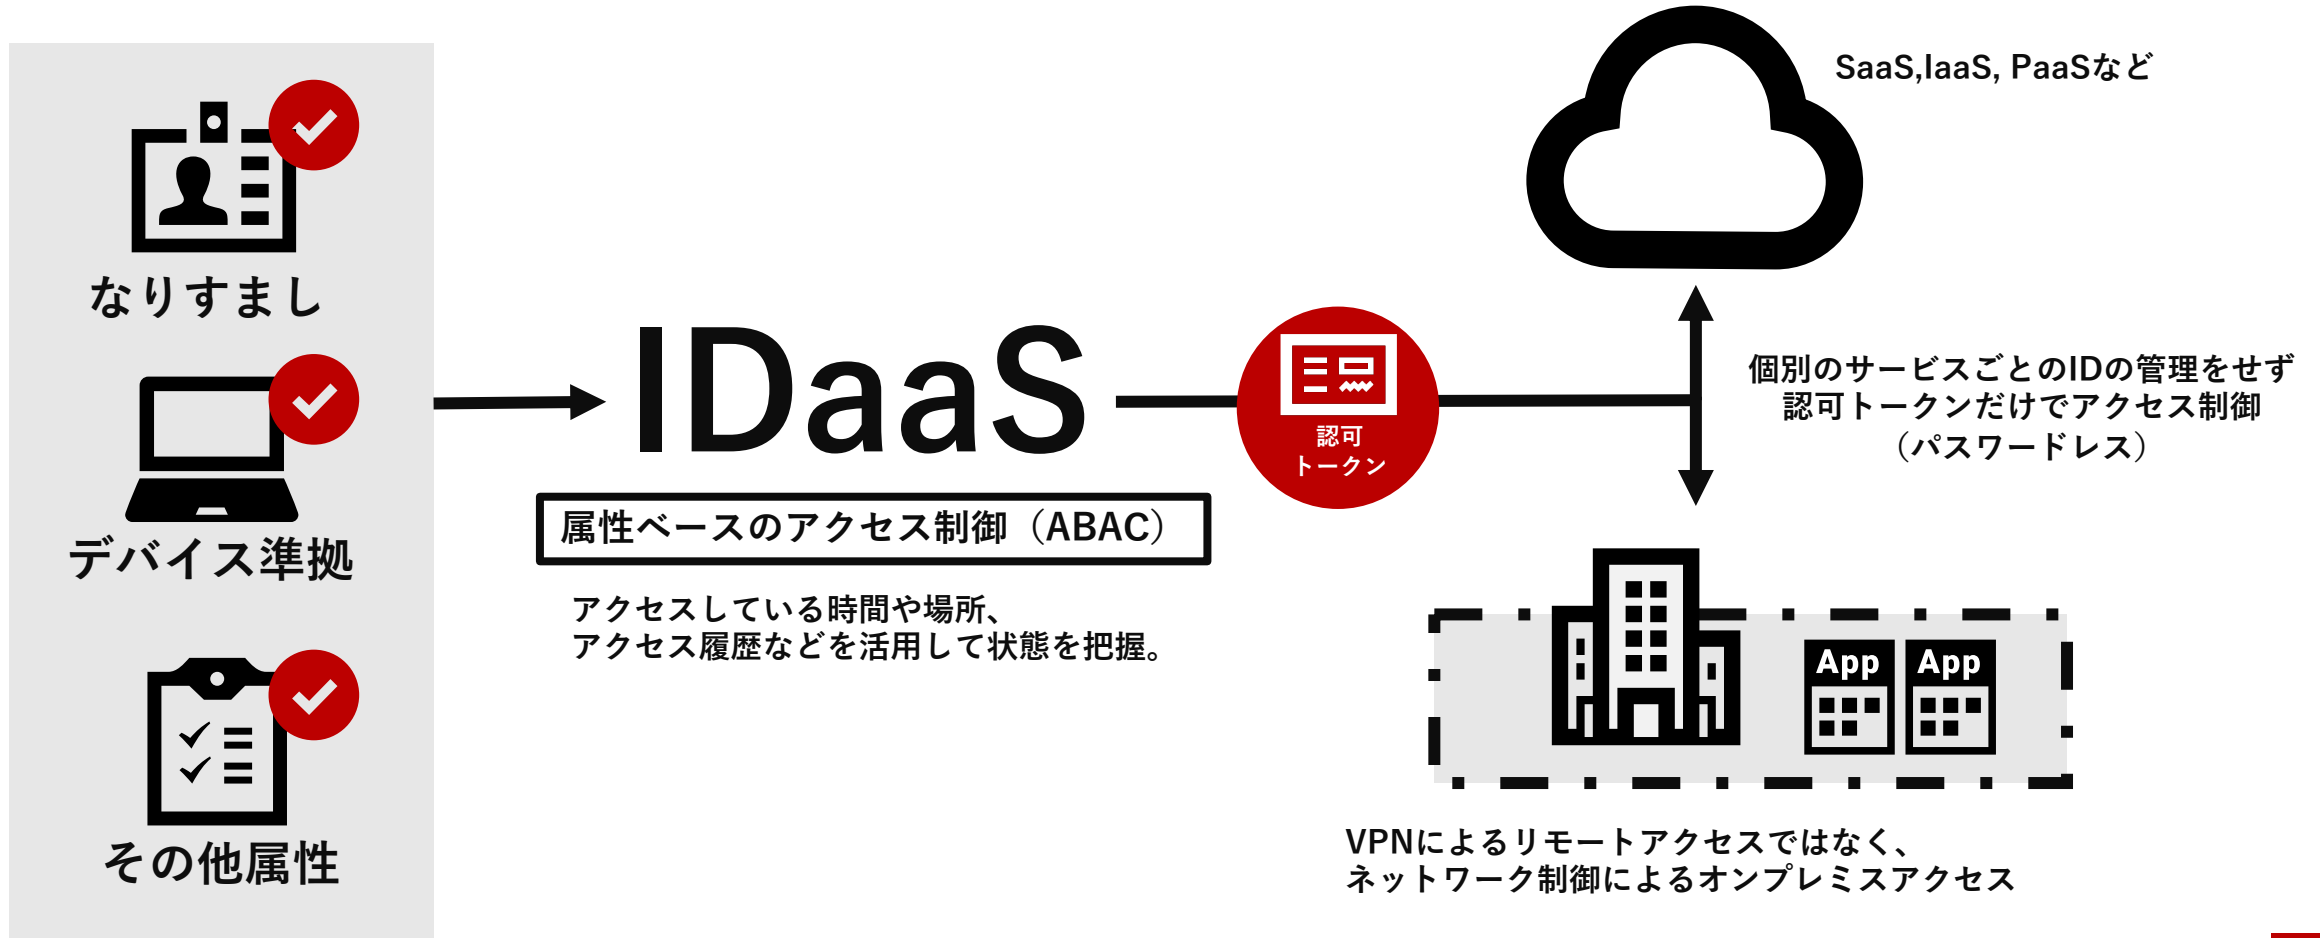 なりすまし
デバイス準拠
その他属性
IDaaS
属性ベースのアクセス制御（ABAC）
アクセスしている時間や場所、
アクセス履歴などを活用して状態を把握。
認可
トークン
SaaS,IaaS, PaaSなど
個別のサービスごとのIDの管理をせず
認可トークンだけでアクセス制御
（パスワードレス）
App
App
VPNによるリモートアクセスではなく、
ネットワーク制御によるオンプレミスアクセス